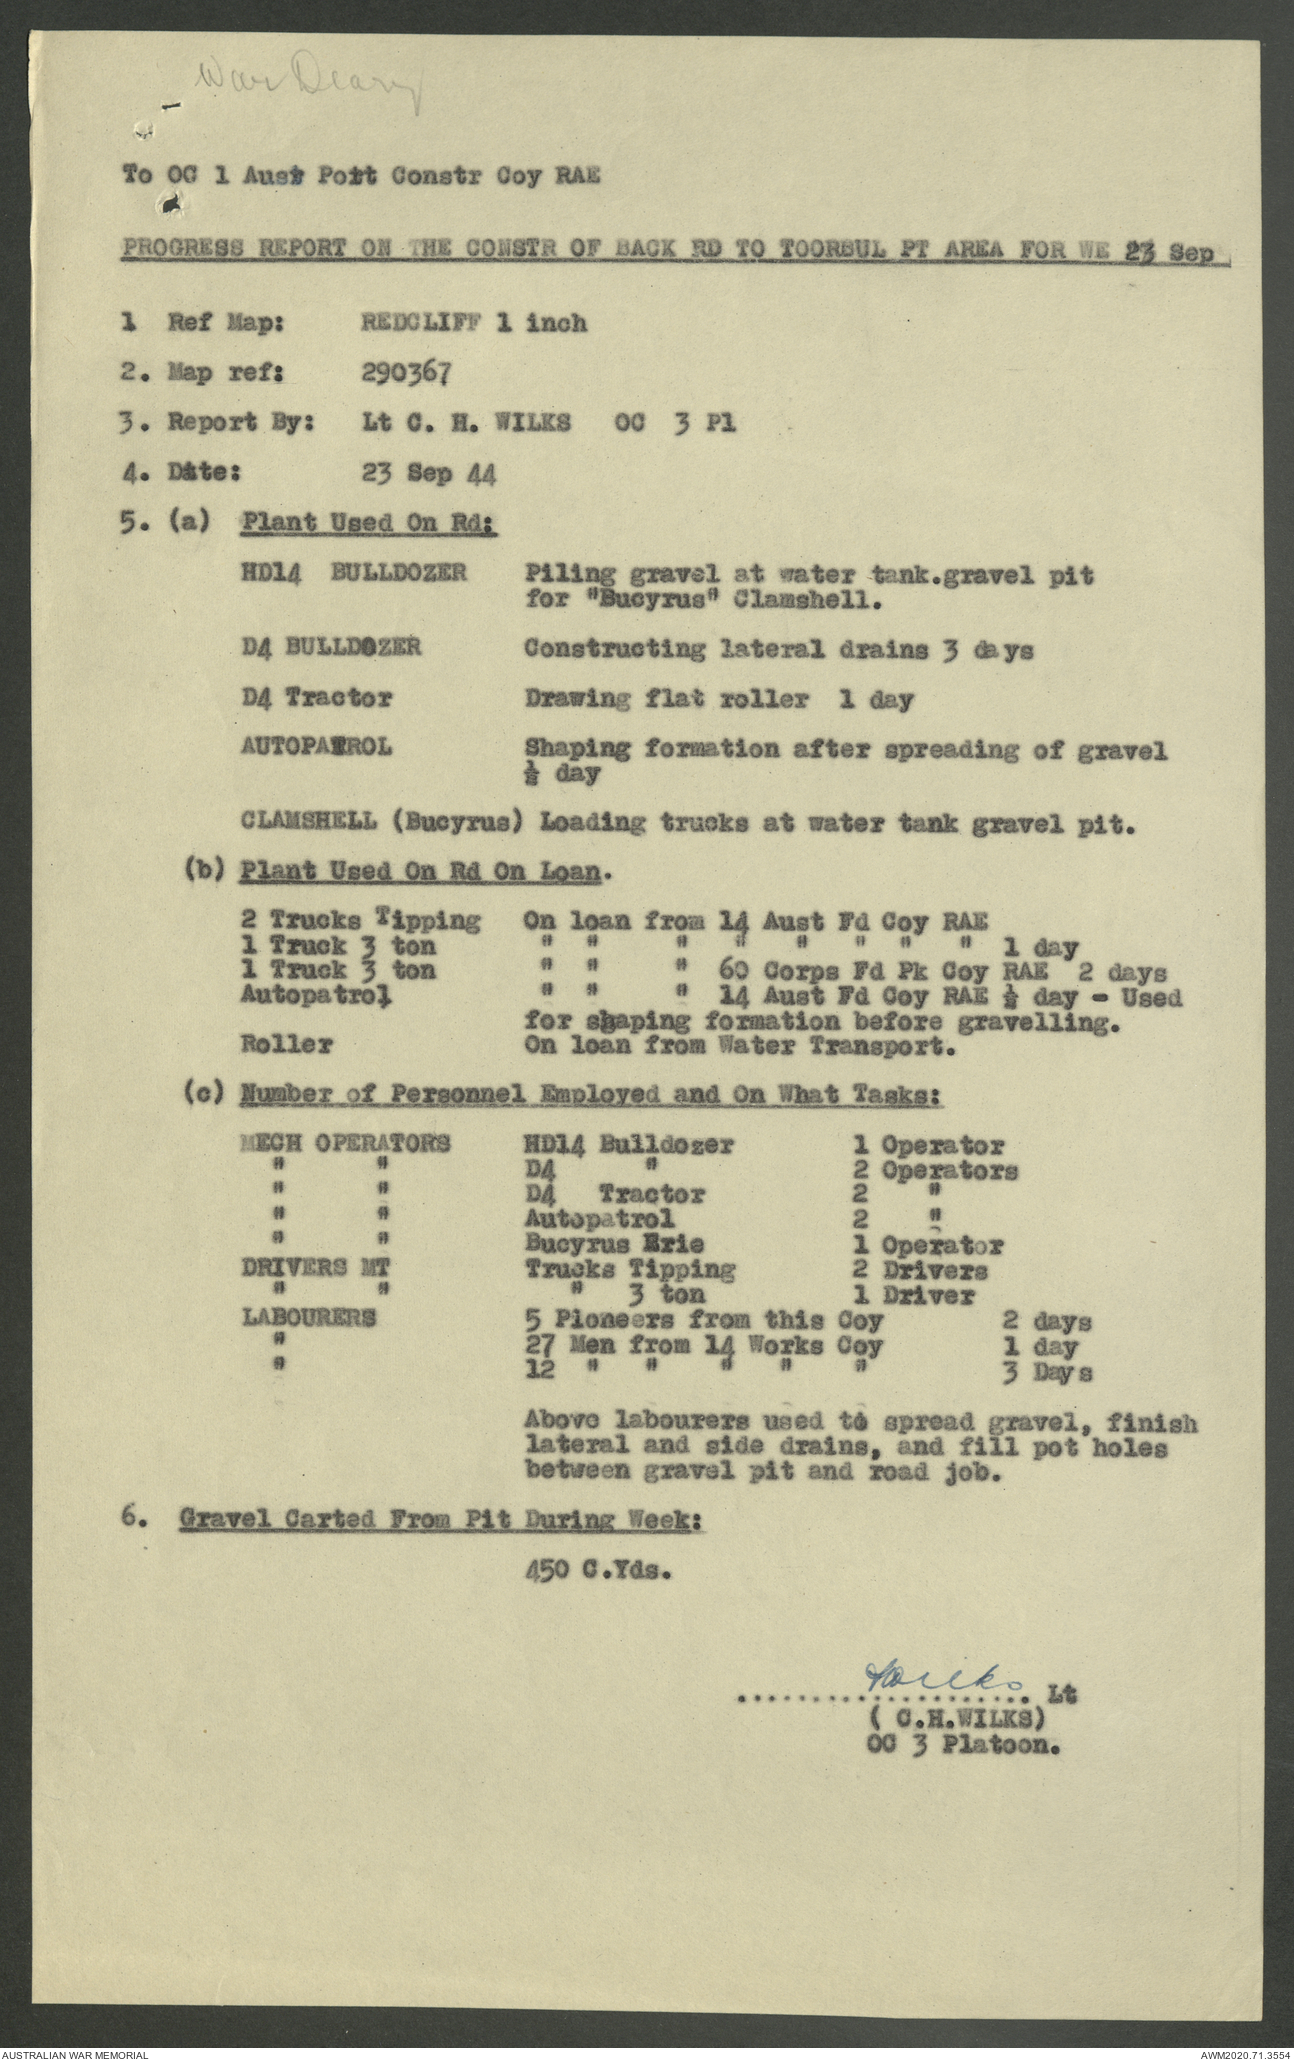 War Diary
To OC 1 Aust Port Constr Coy RAE
PROGRESS REPORT ON THE CONSTR OF BACK RD TO TOORBUL PT AREA FOR WE 23 Sep
1 Ref Map: REDCLIFF 1 inch
2. Map ref: 290367
3. Report By: Lt C. H. WILKS OC 3 Pl
4. Date: 23 Sep 44
5. (a) Plant Used On Rd:
HD14 BULLDOZER Piling gravel at water tank.gravel pit
for "Bucyrus" Clamshell.
D4 BULLDOZER Constructing lateral drains 3 days
D4 Tractor Drawing flat roller 1 day
AUTOPATROL Shaping formation after spreading of gravel
½ day
CLAMSHELL (Bucyrus) Loading trucks at water tank gravel pit.
(b) Plant Used On Rd On Loan.
2 Trucks Tipping On loan from 14 Aust Fd Coy RAE
1 Truck 3 ton " " " " " " " " 1 day
1 Truck 3 ton " " " 60 Corps Fd Pk Coy RAE 2 days
Autopatrol " " " 14 Aust Fd Coy RAE ½ day - Used
for shaping formation before gravelling.
Roller On loan from Water Transport.
(c) Number of Personnel Employed and On What Tasks:
MECH OPERATORS HD14 Bulldozer 1 Operator
" " D4 " 2 Operators
" " D4 Tractor 2 "
" " Autopatrol 2 "
" " Bucyrus Erie 1 Operator
DRIVERS MT Trucks Tipping 2 Drivers
" " " 3 ton 1 Driver
LABOURERS 5 Pioneers from this Coy 2 days
" 27 Men from 14 Works Coy 1 day
" 12 " " " " " 3 Days
Above labourers used to spread gravel, finish
lateral and side drains, and fill pot holes
between gravel pit and road job.
6. Gravel Carted From Pit During Week:
450 C.Yds.
Wilks
.................... Lt
( C.H.WILKS)
OC 3 Platoon.
AUSTRALIAN WAR MEMORIAL
AWM2020.71.3554